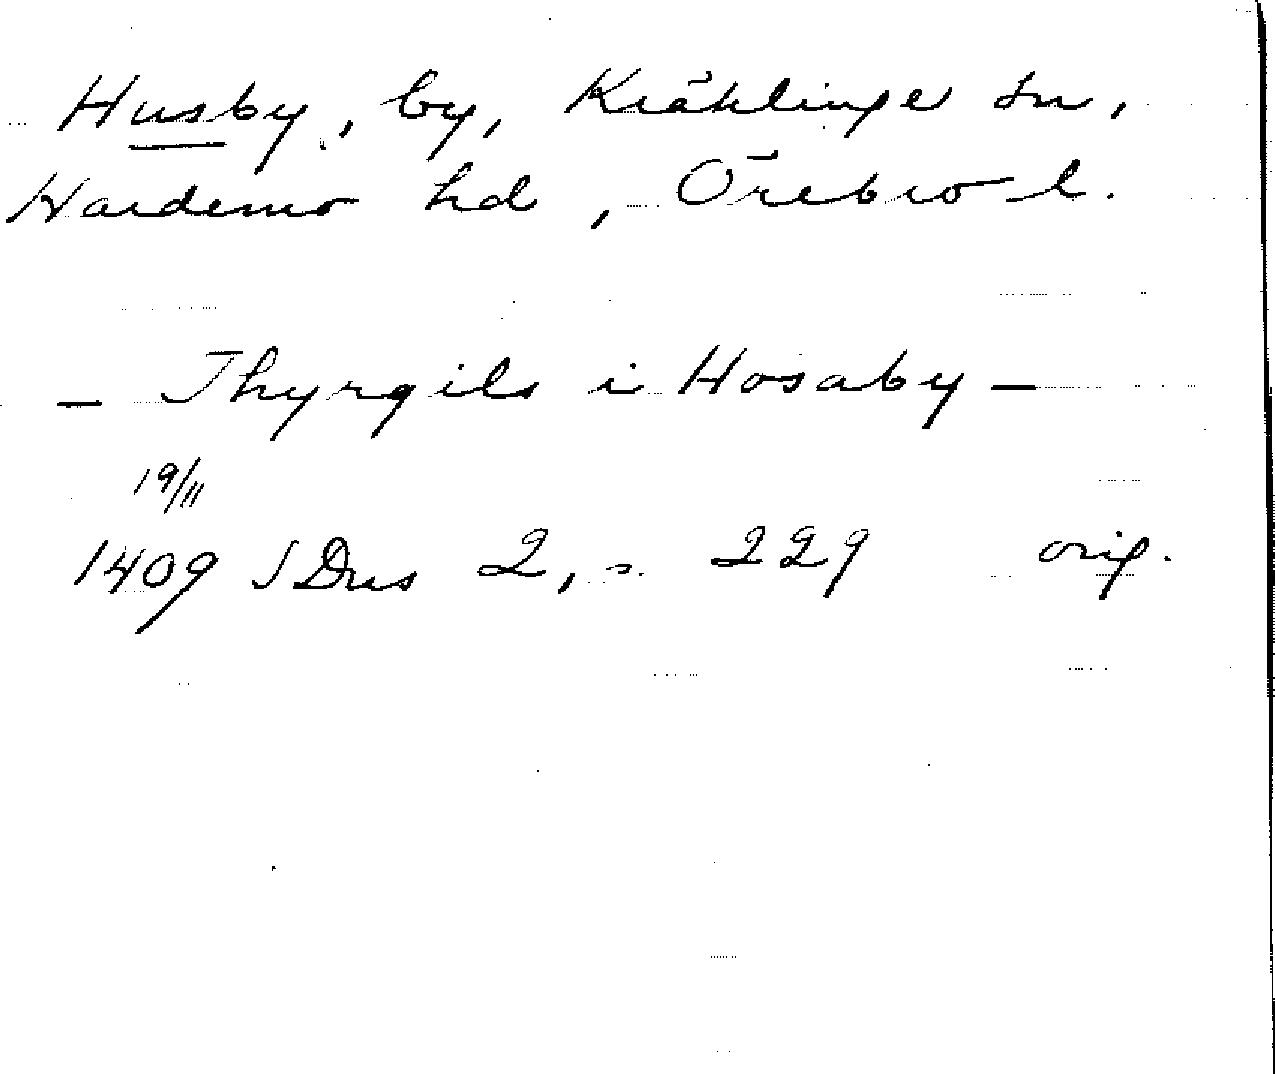 Husby, by, Kräklinge sn,
Hardemo hd, Örebro l.
— Thyrgils i Hosaby —
19/11
1409 SDns 2, s. 229 orig.